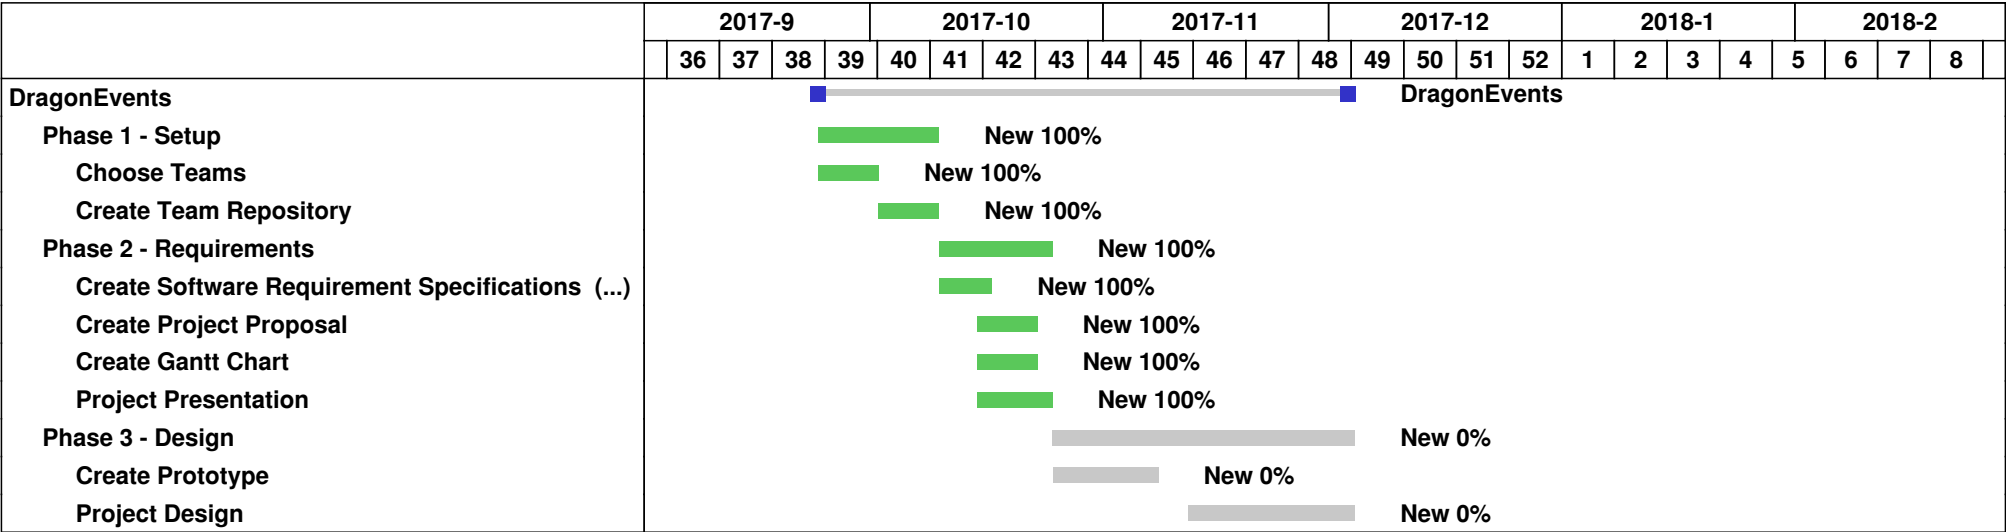 2017-9 2017-10 2017-11 2017-12 2018-1 2018-2
36 37 38 39 40 41 42 43 44 45 46 47 48 49 50 51 52 1 2 3 4 5 6 7 8
DragonEvents DragonEvents
Phase 1 - Setup New 100%
Choose Teams New 100%
Create Team Repository New 100%
Phase 2 - Requirements New 100%
Create Software Requirement Specifications (...) New 100%
Create Project Proposal New 100%
Create Gantt Chart New 100%
Project Presentation New 100%
Phase 3 - Design New 0%
Create Prototype New 0%
Project Design New 0%